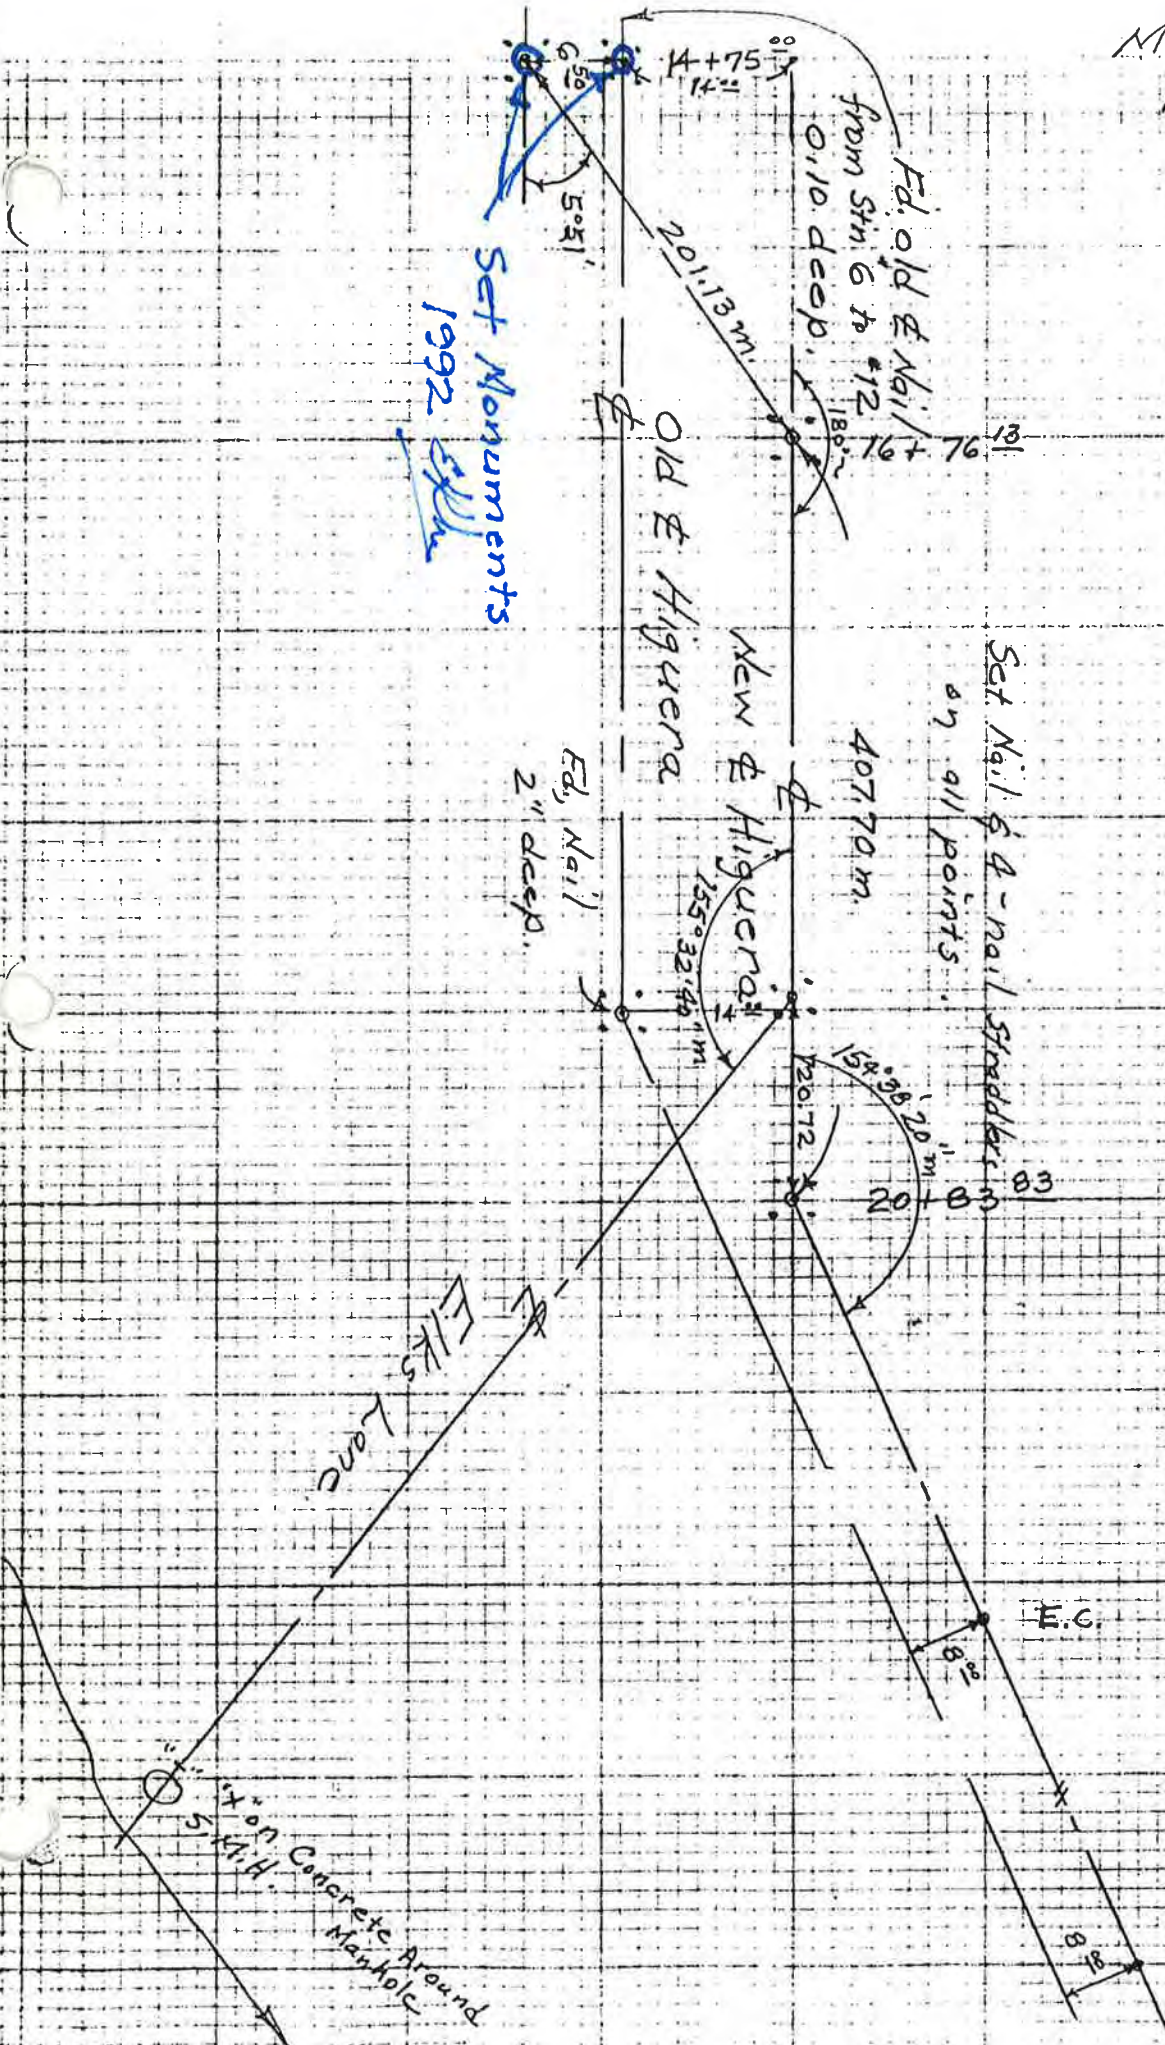 Fd. old ℄ Nail
from Stn 6 to #12
0.10 deep.
14+75
14.00
6.50
5°51'
201.13 m.
Set Monuments
1992
180°
16+76.13
℄
Old ℄ Higuera
New ℄ Higuera
℄
407.70 m.
Set Nail & 4-nail Straddlers
on all points.
Fd. Nail
2" deep.
155°32'40" m
14
120.72
154°38'20" m
20+83.83
℄
Elks Lane
E.C.
8.18
8.18
"x" on Concrete Around
S.M.H. Manhole